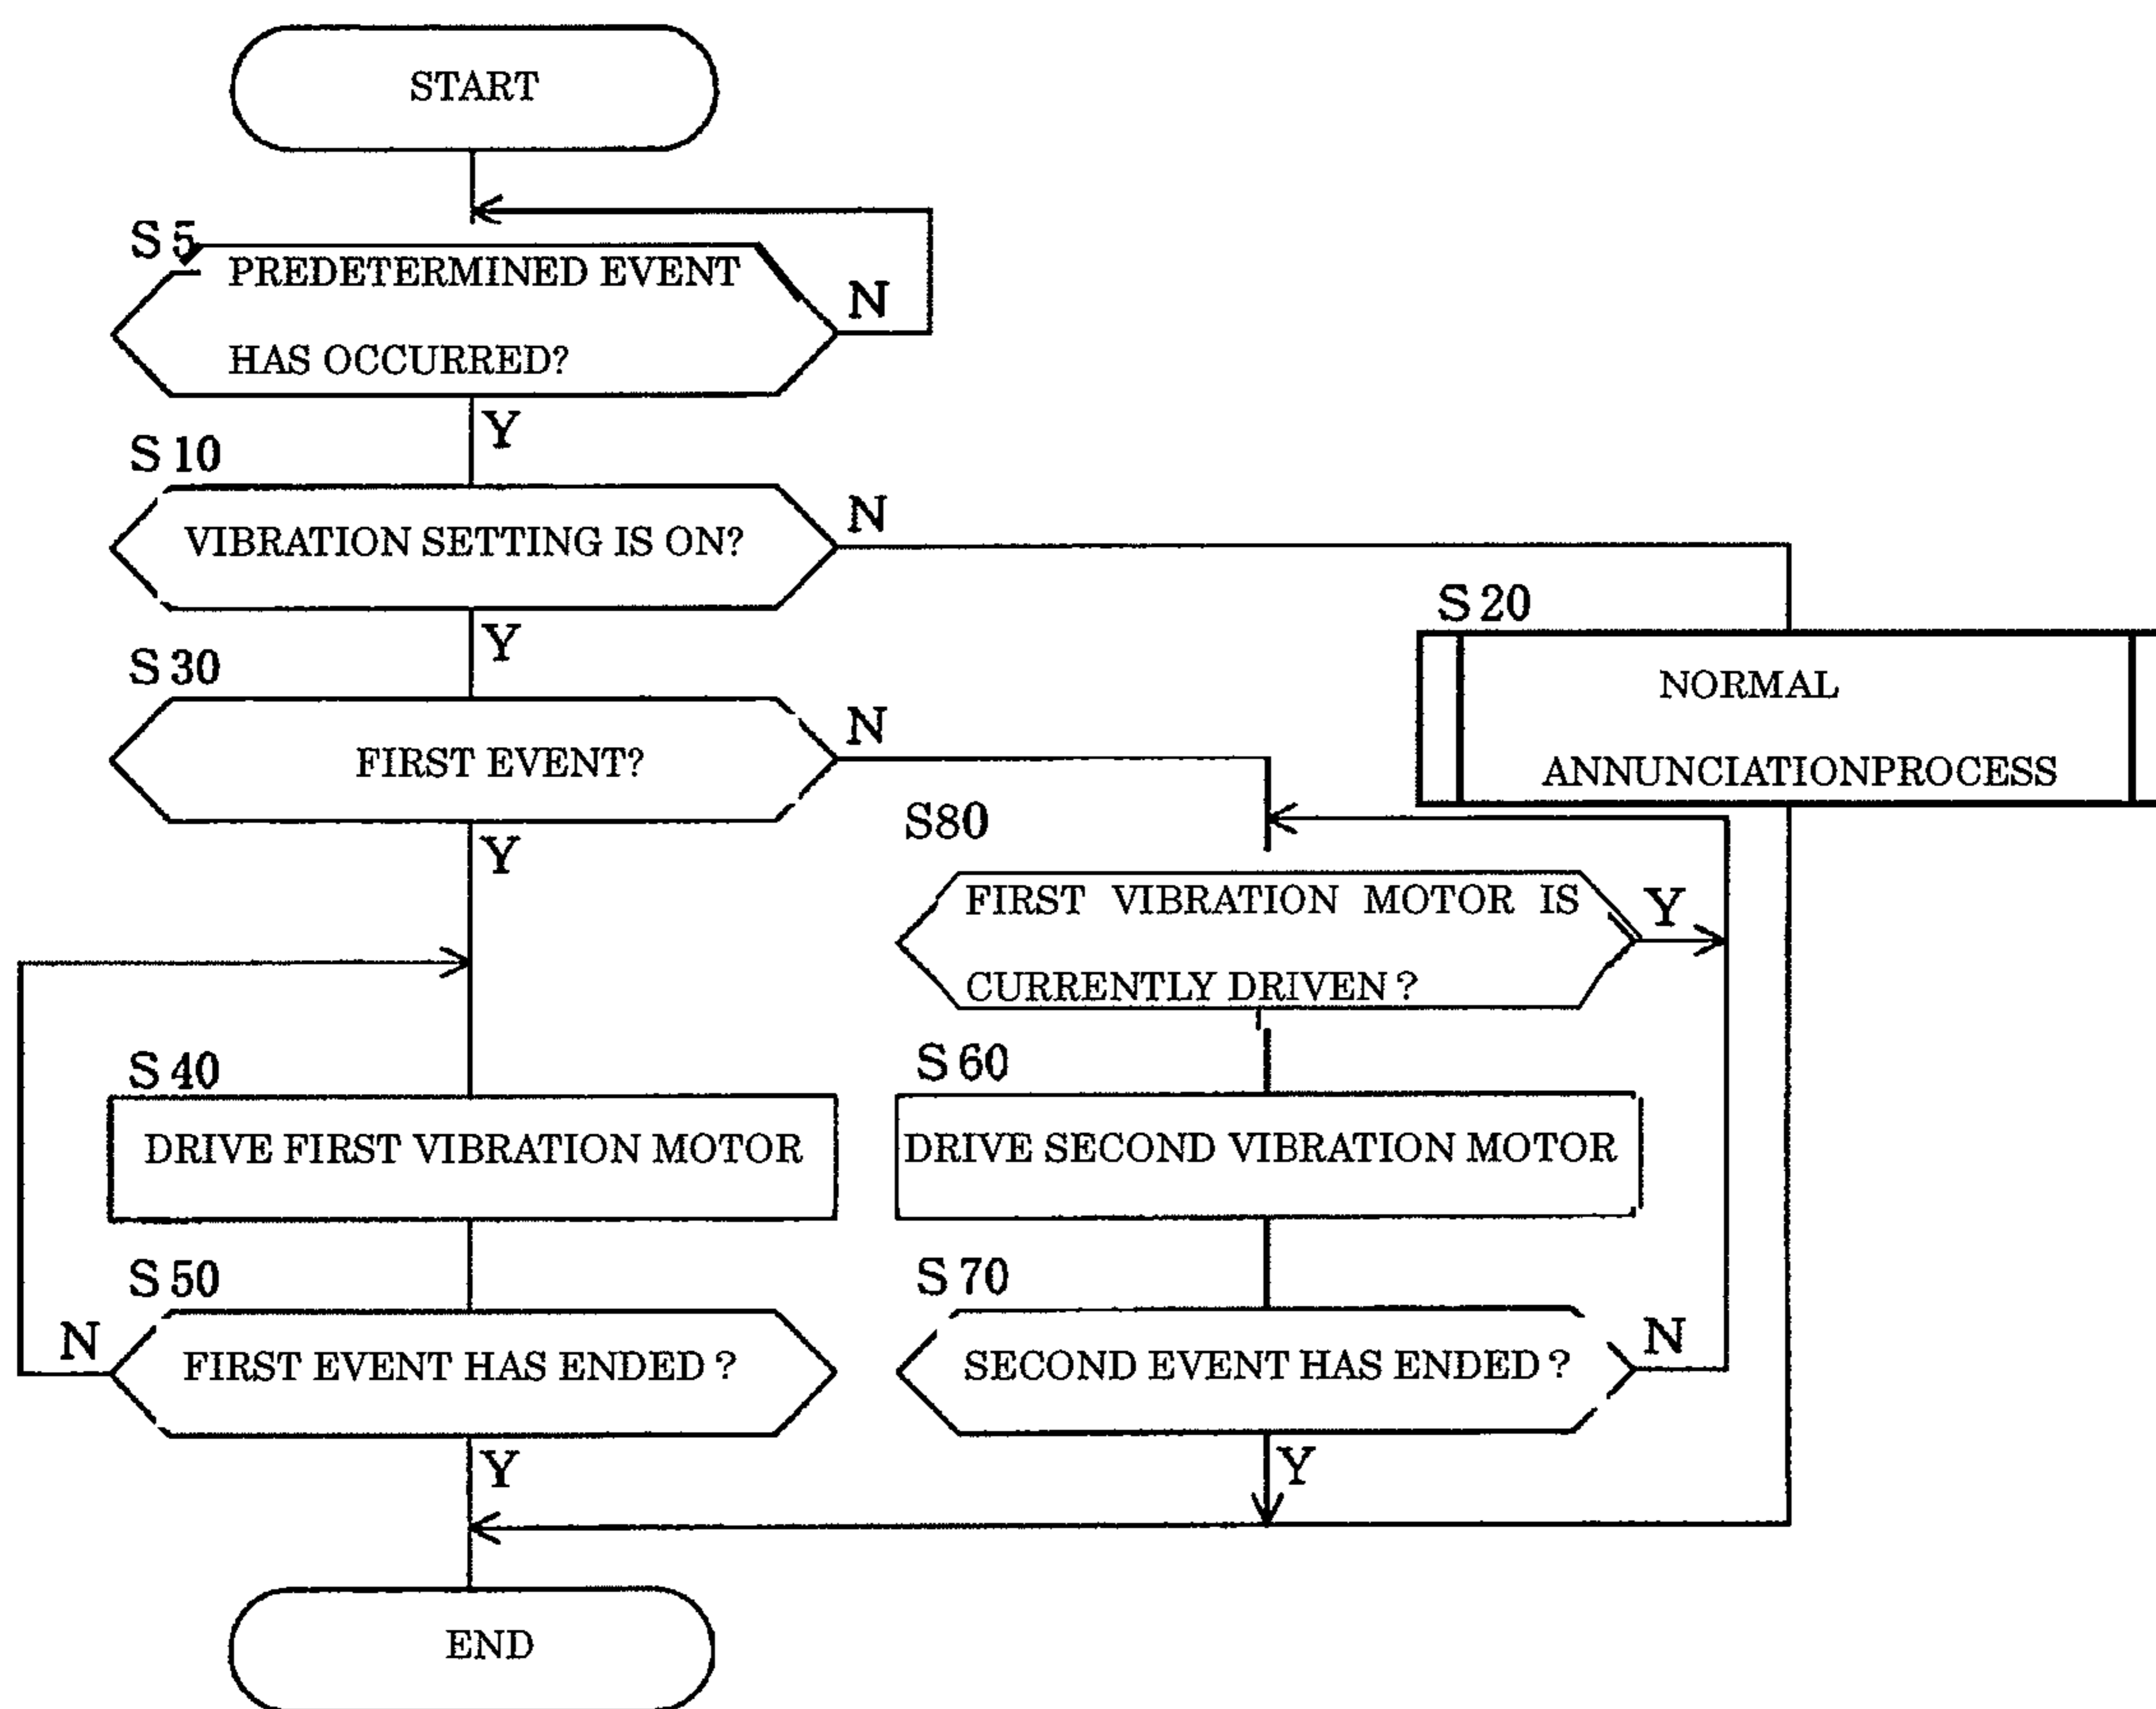 START
S 5
PREDETERMINED EVENT
HAS OCCURRED?
N
Y
S 10
VIBRATION SETTING IS ON?
N
Y
S 20
NORMAL
ANNUNCIATIONPROCESS
S 30
FIRST EVENT?
N
Y
S80
FIRST VIBRATION MOTOR IS
CURRENTLY DRIVEN ?
Y
S 40
DRIVE FIRST VIBRATION MOTOR
S 60
DRIVE SECOND VIBRATION MOTOR
S 50
FIRST EVENT HAS ENDED ?
N
Y
S 70
SECOND EVENT HAS ENDED ?
N
Y
END